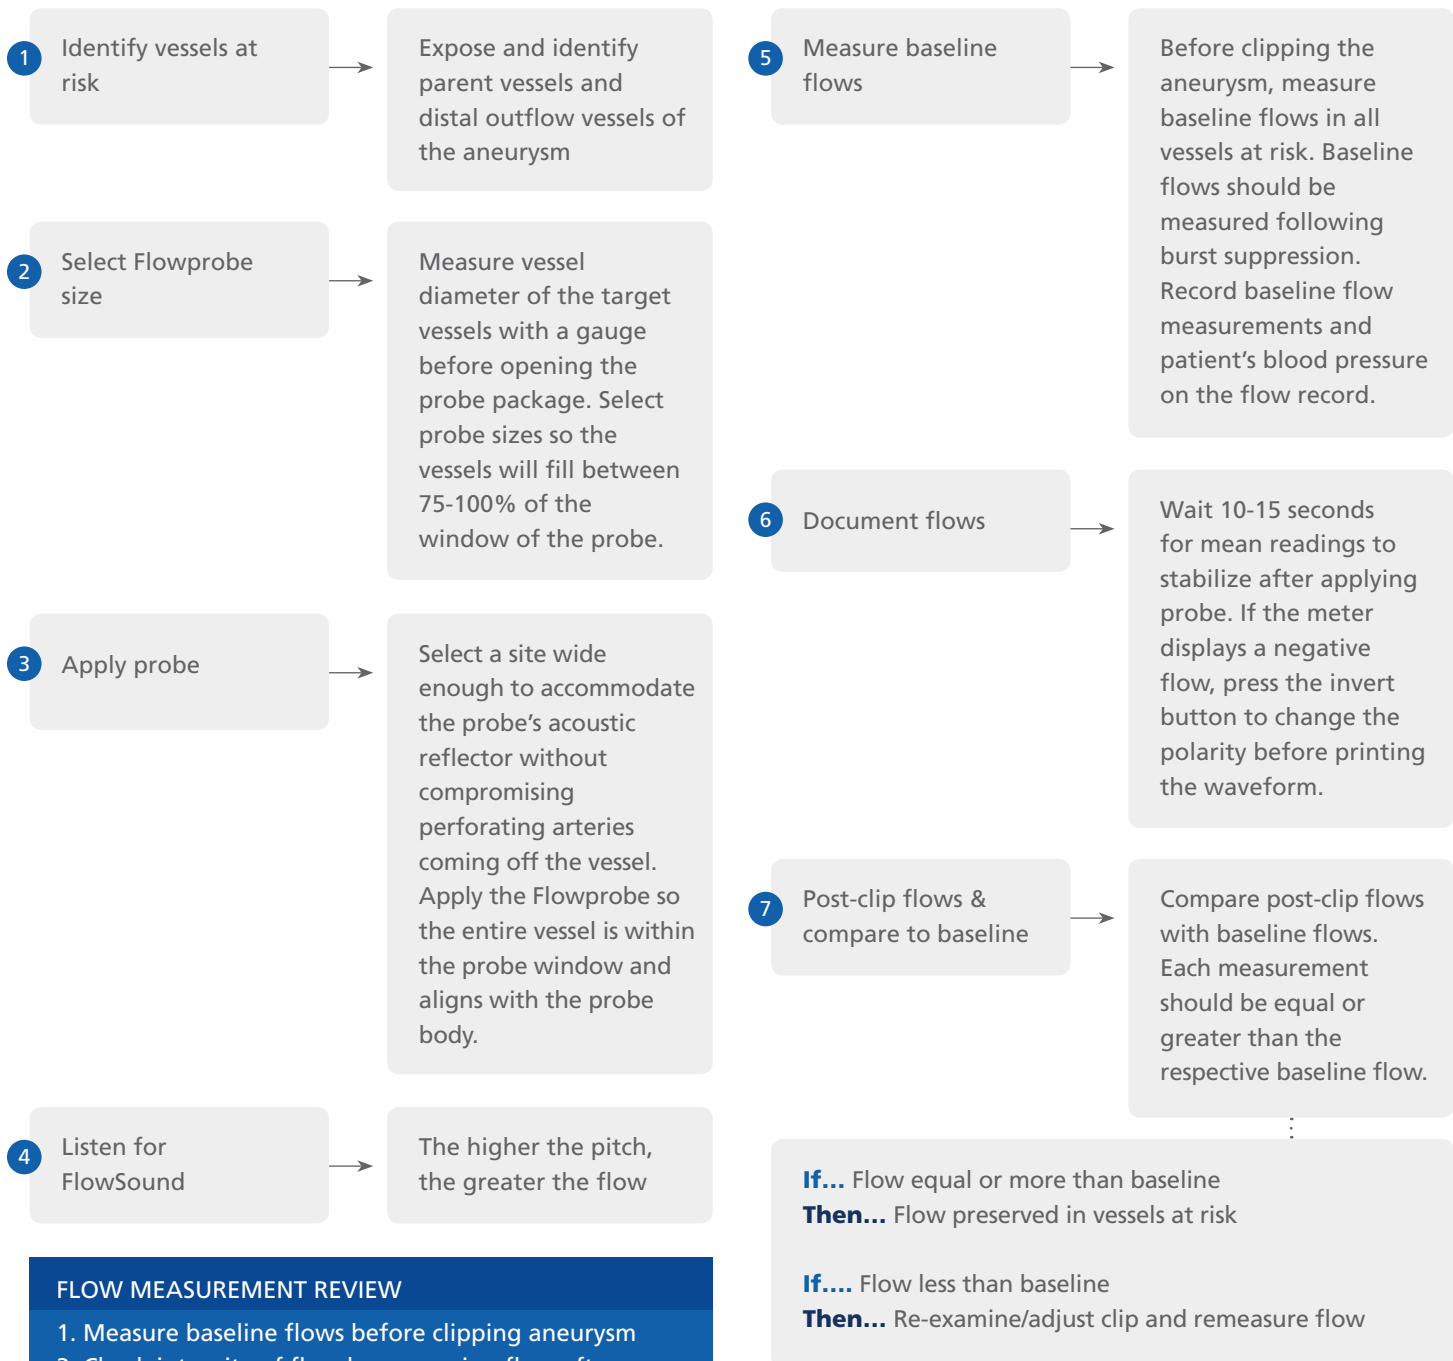 1
Identify vessels at
risk
Expose and identify
parent vessels and
distal outflow vessels of
the aneurysm
2
Select Flowprobe
size
Measure vessel
diameter of the target
vessels with a gauge
before opening the
probe package. Select
probe sizes so the
vessels will fill between
75-100% of the
window of the probe.
3
Apply probe
Select a site wide
enough to accommodate
the probe’s acoustic
reflector without
compromising
perforating arteries
coming off the vessel.
Apply the Flowprobe so
the entire vessel is within
the probe window and
aligns with the probe
body.
4
Listen for
FlowSound
The higher the pitch,
the greater the flow
FLOW MEASUREMENT REVIEW
1. Measure baseline flows before clipping aneurysm
5
Measure baseline
flows
Before clipping the
aneurysm, measure
baseline flows in all
vessels at risk. Baseline
flows should be
measured following
burst suppression.
Record baseline flow
measurements and
patient’s blood pressure
on the flow record.
6
Document flows
Wait 10-15 seconds
for mean readings to
stabilize after applying
probe. If the meter
displays a negative
flow, press the invert
button to change the
polarity before printing
the waveform.
7
Post-clip flows &
compare to baseline
Compare post-clip flows
with baseline flows.
Each measurement
should be equal or
greater than the
respective baseline flow.
If... Flow equal or more than baseline
Then... Flow preserved in vessels at risk
If.... Flow less than baseline
Then... Re-examine/adjust clip and remeasure flow